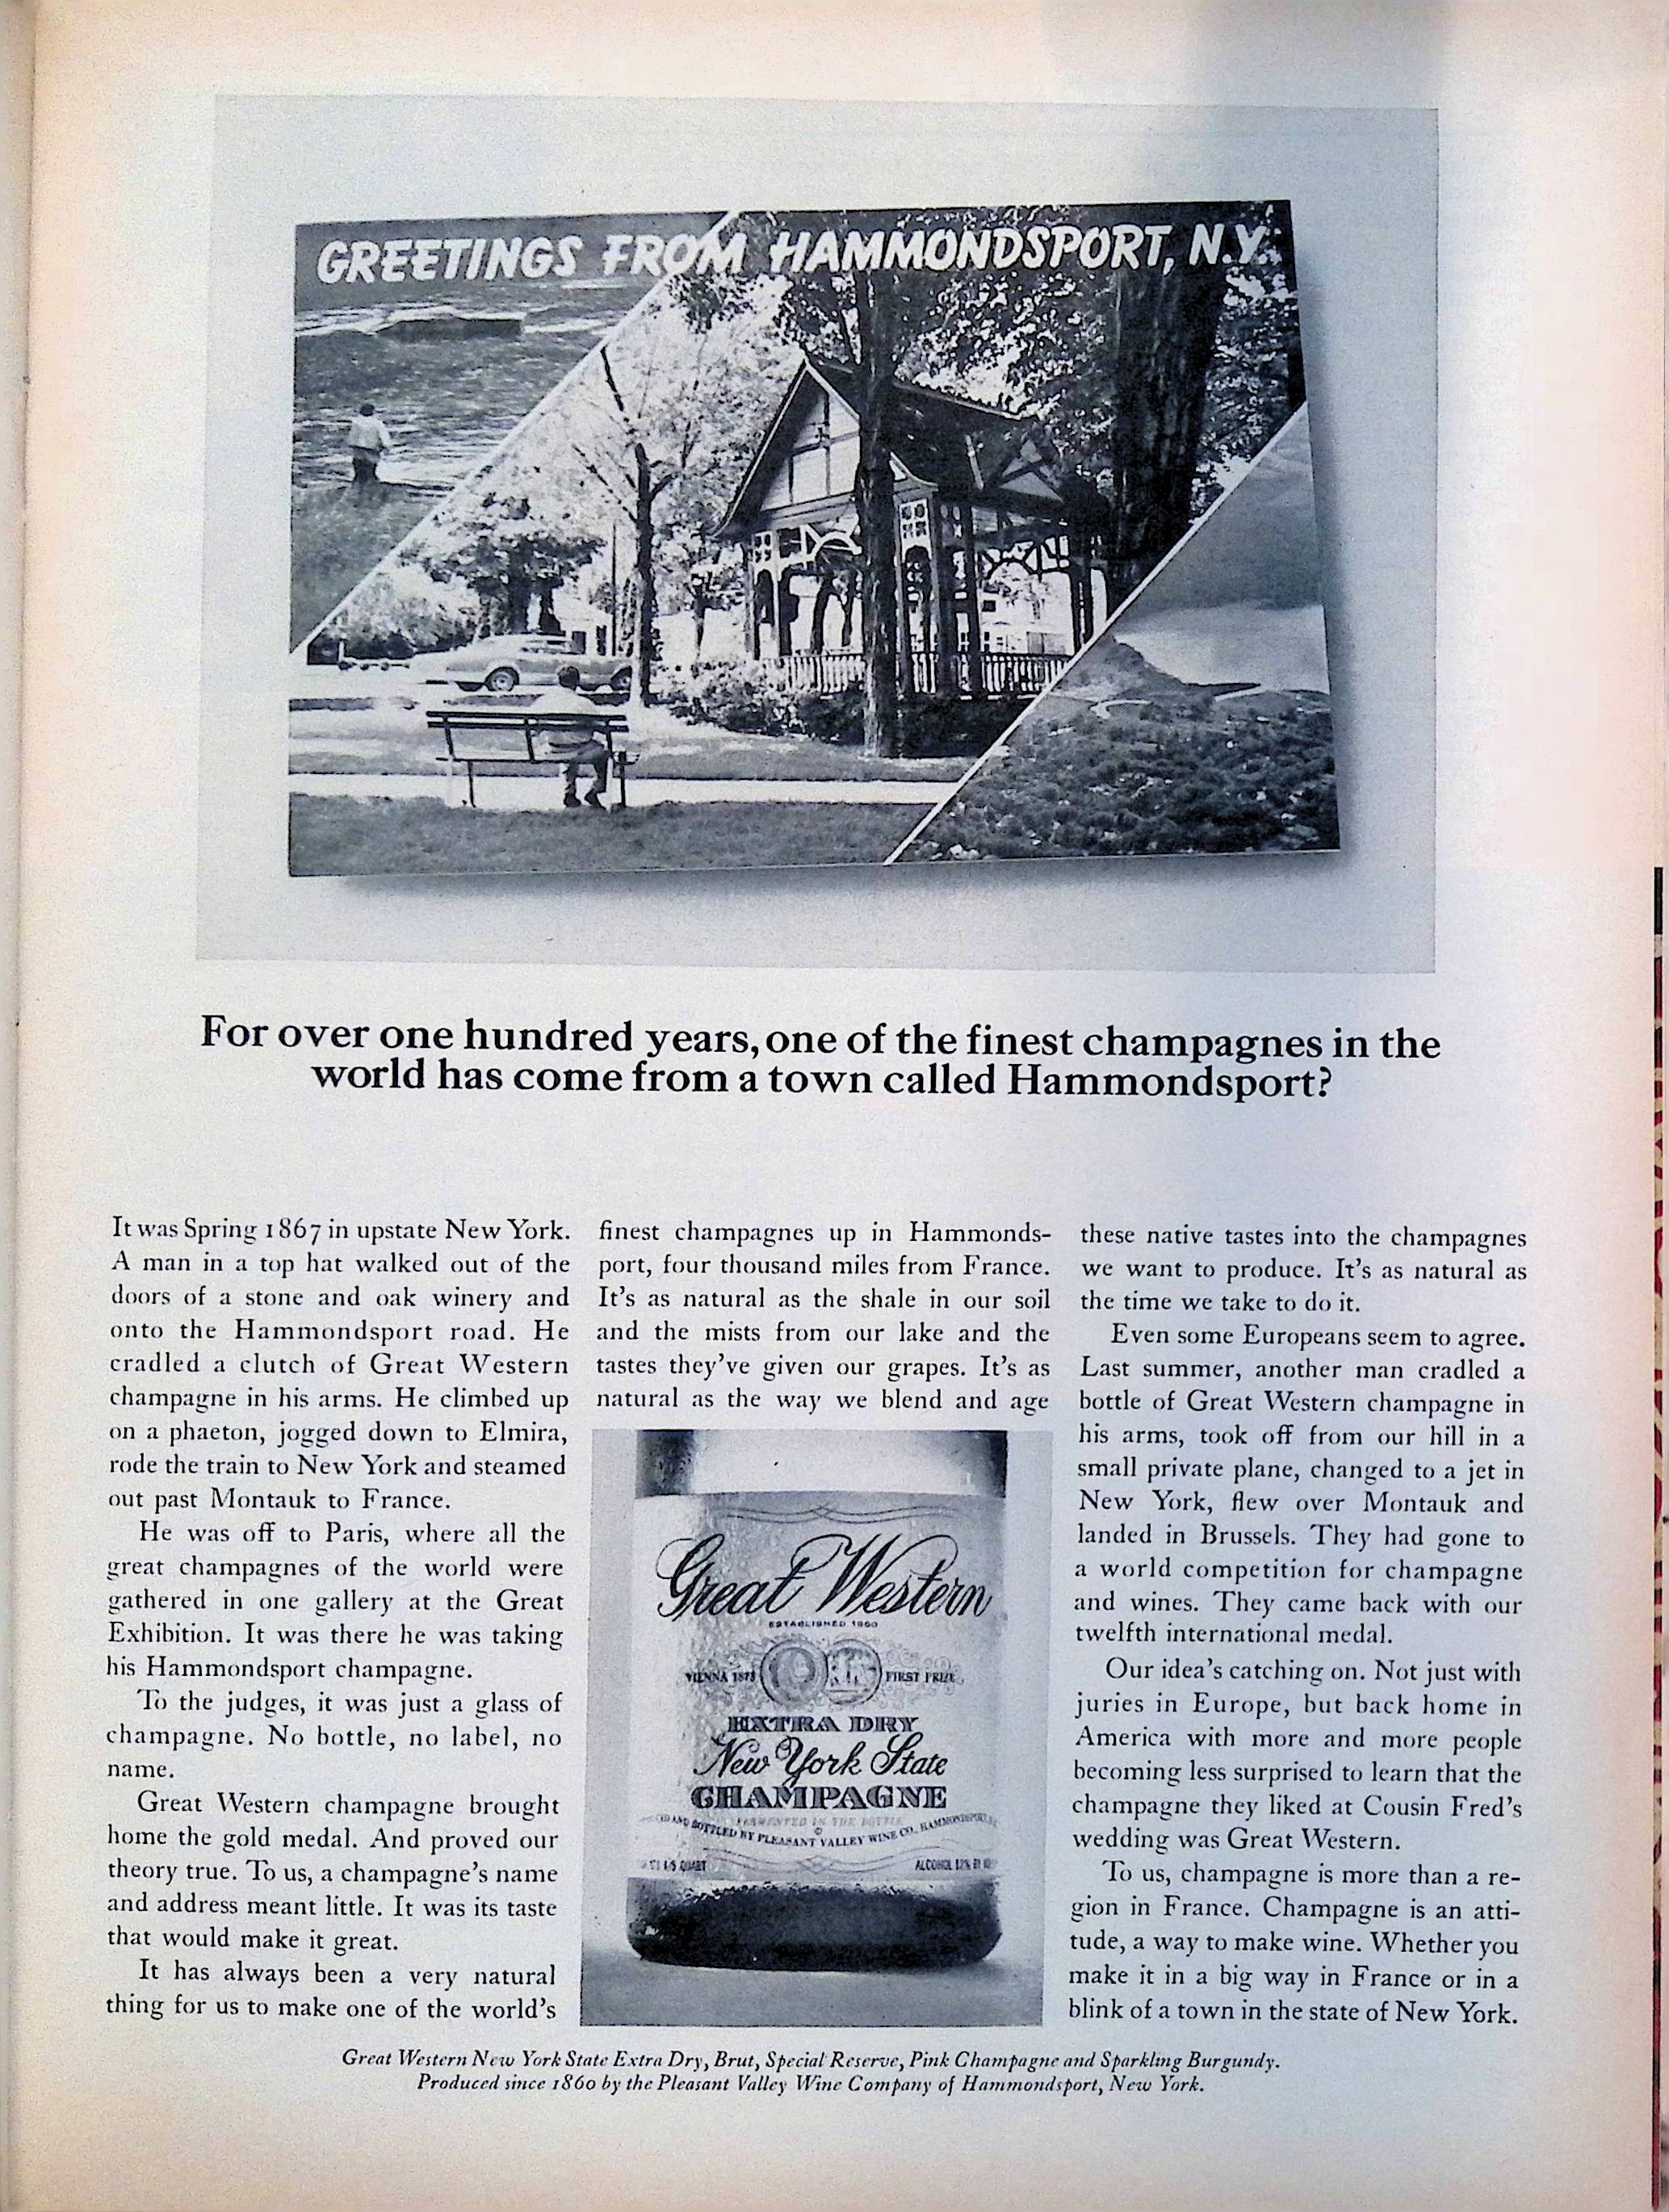 GREETINGS FROM HAMMONDSPORT, N.Y.
For over one hundred years, one of the finest champagnes in the
world has come from a town called Hammondsport?
It was Spring 1867 in upstate New York.
A man in a top hat walked out of the
doors of a stone and oak winery and
onto the Hammondsport road. He
cradled a clutch of Great Western
champagne in his arms. He climbed up
on a phaeton, jogged down to Elmira,
rode the train to New York and steamed
out past Montauk to France.
He was off to Paris, where all the
great champagnes of the world were
gathered in one gallery at the Great
Exhibition. It was there he was taking
his Hammondsport champagne.
To the judges, it was just a glass of
champagne. No bottle, no label, no
name.
Great Western champagne brought
home the gold medal. And proved our
theory true. To us, a champagne's name
and address meant little. It was its taste
that would make it great.
It has always been a very natural
thing for us to make one of the world's
finest champagnes up in Hammonds-
port, four thousand miles from France.
It's as natural as the shale in our soil
and the mists from our lake and the
tastes they've given our grapes. It's as
natural as the way we blend and age
Great Western
ESTABLISHED 1860
VIENNA 1873 FIRST PRIZE
EXTRA DRY
New York State
CHAMPAGNE
FERMENTED IN THE BOTTLE
AND BOTTLED BY PLEASANT VALLEY WINE CO. HAMMONDSPORT
4/5 QUART ALCOHOL 12% BY
these native tastes into the champagnes
we want to produce. It's as natural as
the time we take to do it.
Even some Europeans seem to agree.
Last summer, another man cradled a
bottle of Great Western champagne in
his arms, took off from our hill in a
small private plane, changed to a jet in
New York, flew over Montauk and
landed in Brussels. They had gone to
a world competition for champagne
and wines. They came back with our
twelfth international medal.
Our idea's catching on. Not just with
juries in Europe, but back home in
America with more and more people
becoming less surprised to learn that the
champagne they liked at Cousin Fred's
wedding was Great Western.
To us, champagne is more than a re-
gion in France. Champagne is an atti-
tude, a way to make wine. Whether you
make it in a big way in France or in a
blink of a town in the state of New York.
Great Western New York State Extra Dry, Brut, Special Reserve, Pink Champagne and Sparkling Burgundy.
Produced since 1860 by the Pleasant Valley Wine Company of Hammondsport, New York.